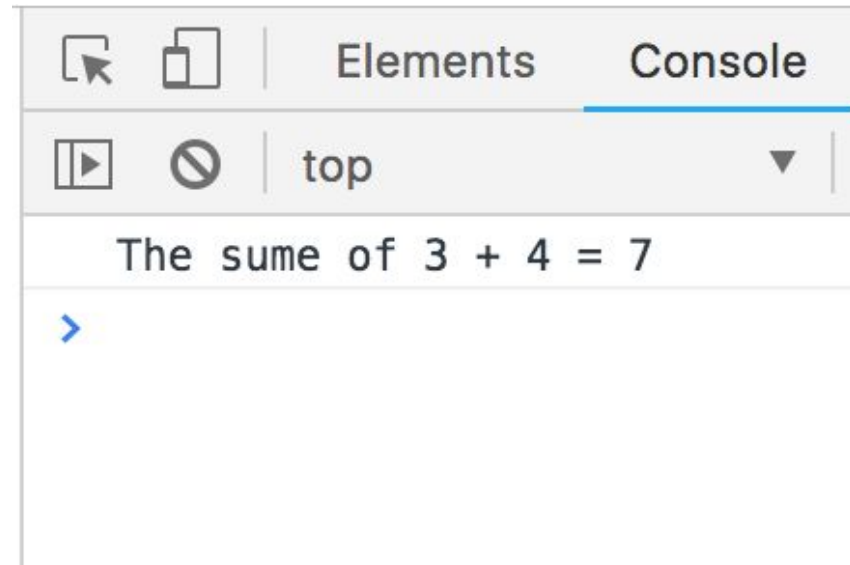 Elements Console
top
The sume of 3 + 4 = 7